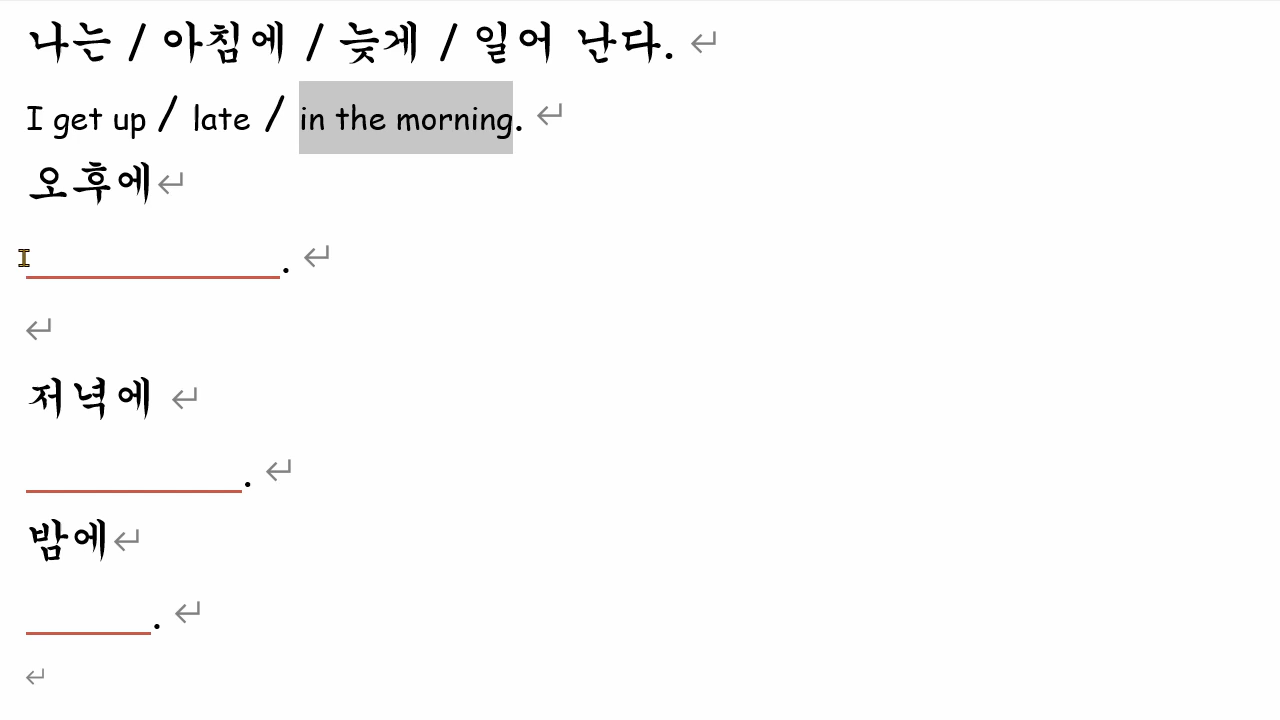 나는 / 아침에 / 늦게 / 일어 난다. ↵
I get up / late / in the morning. ↵
오후에↵
____________. ↵
↵
저녁에 ↵
__________. ↵
밤에↵
______. ↵
↵